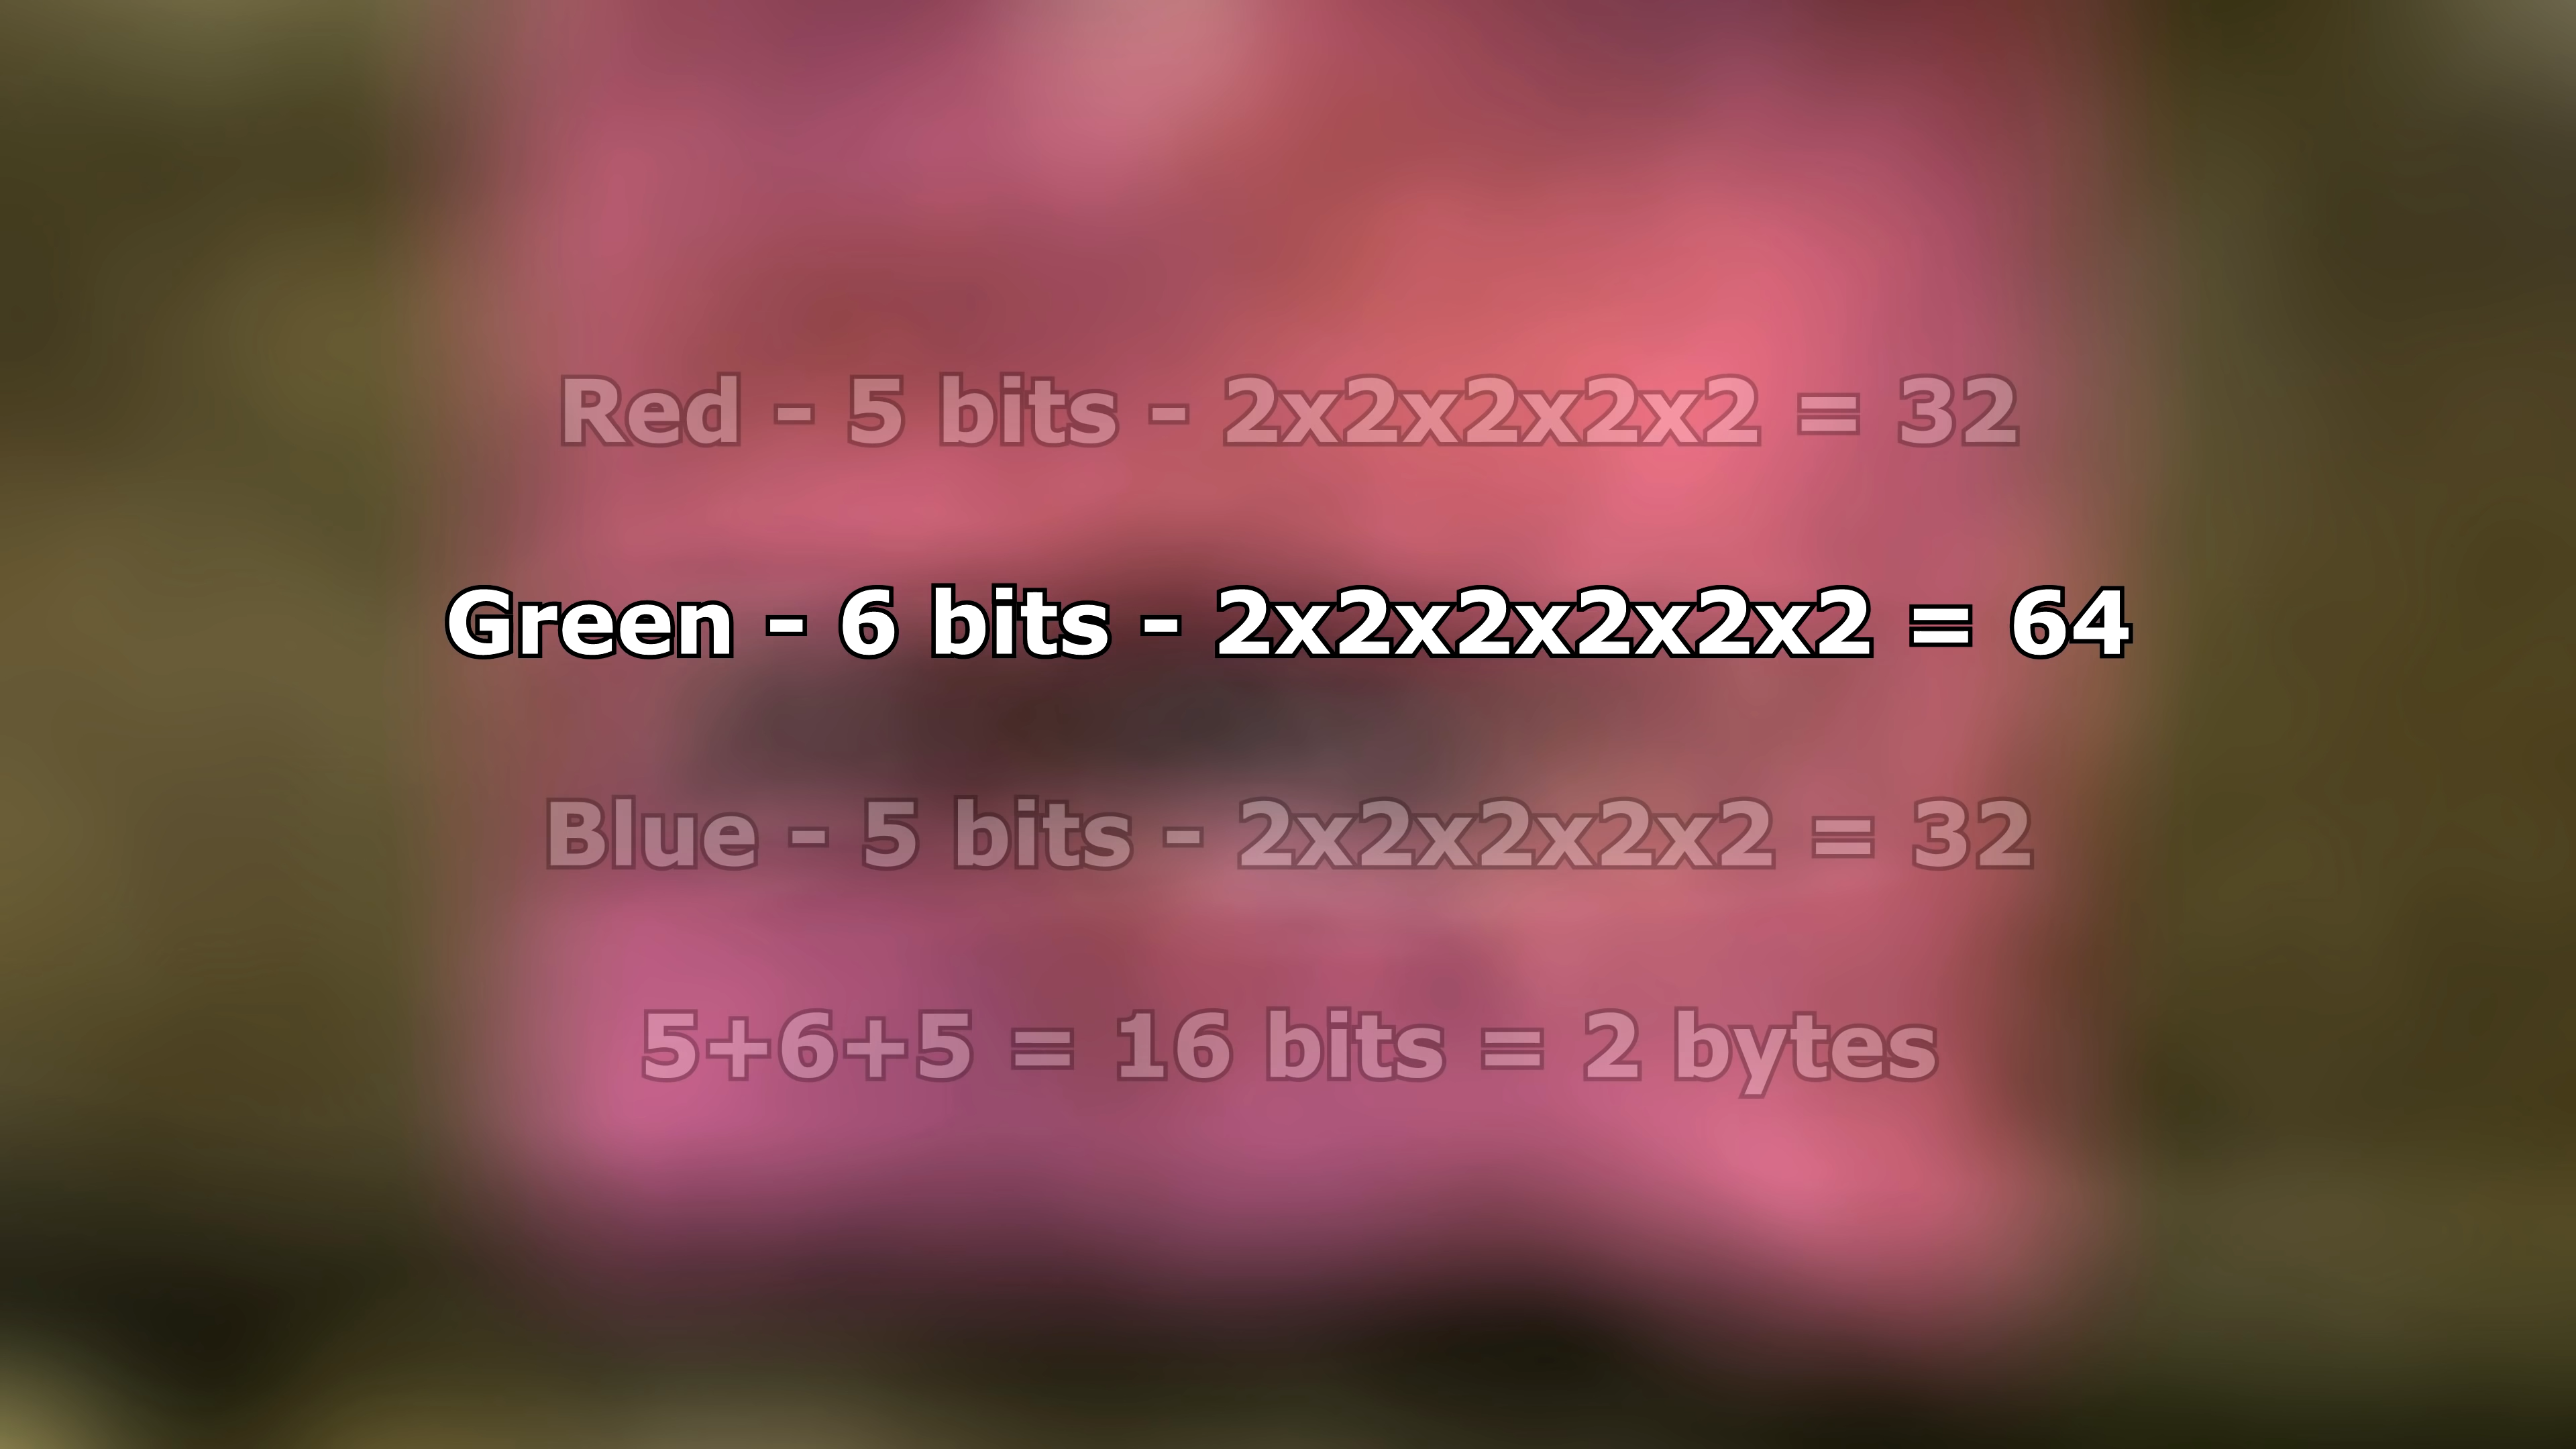 Red – 5 bits – 2x2x2x2x2 = 32
Green – 6 bits – 2x2x2x2x2x2 = 64
Blue – 5 bits – 2x2x2x2x2 = 32
5+6+5 = 16 bits = 2 bytes